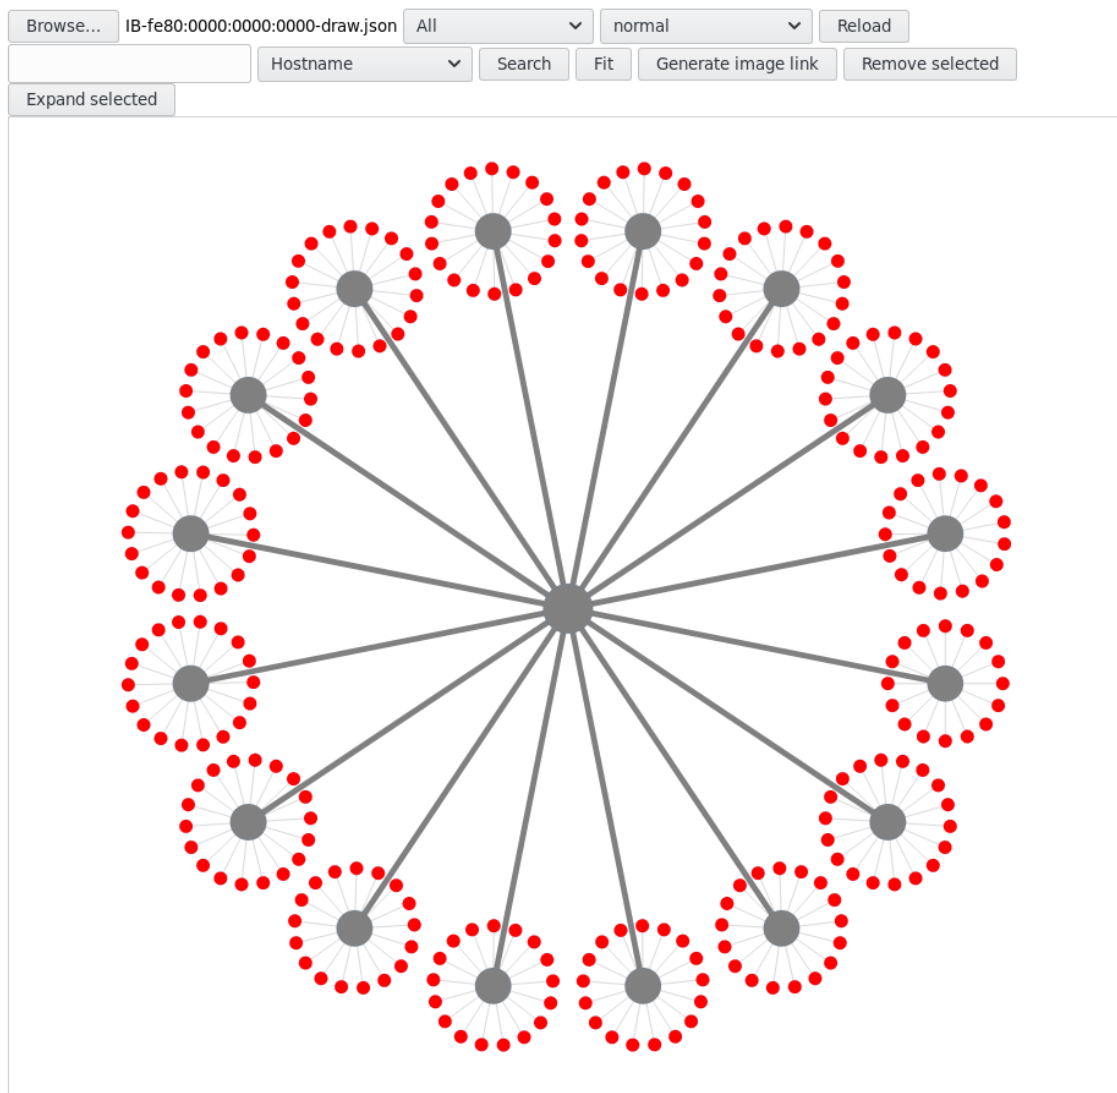 Browse... IB-fe80:0000:0000:0000-draw.json All normal Reload
Hostname Search Fit Generate image link Remove selected
Expand selected